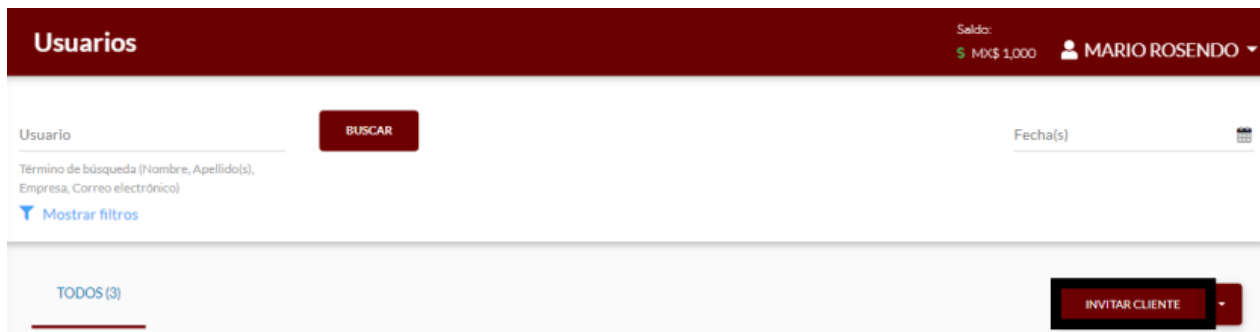 Usuarios
Saldo:
$ MX$ 1,000
MARIO ROSENDO
Usuario
BUSCAR
Fecha(s)
Término de búsqueda (Nombre, Apellido(s),
Empresa, Correo electrónico)
Mostrar filtros
TODOS (3)
INVITAR CLIENTE